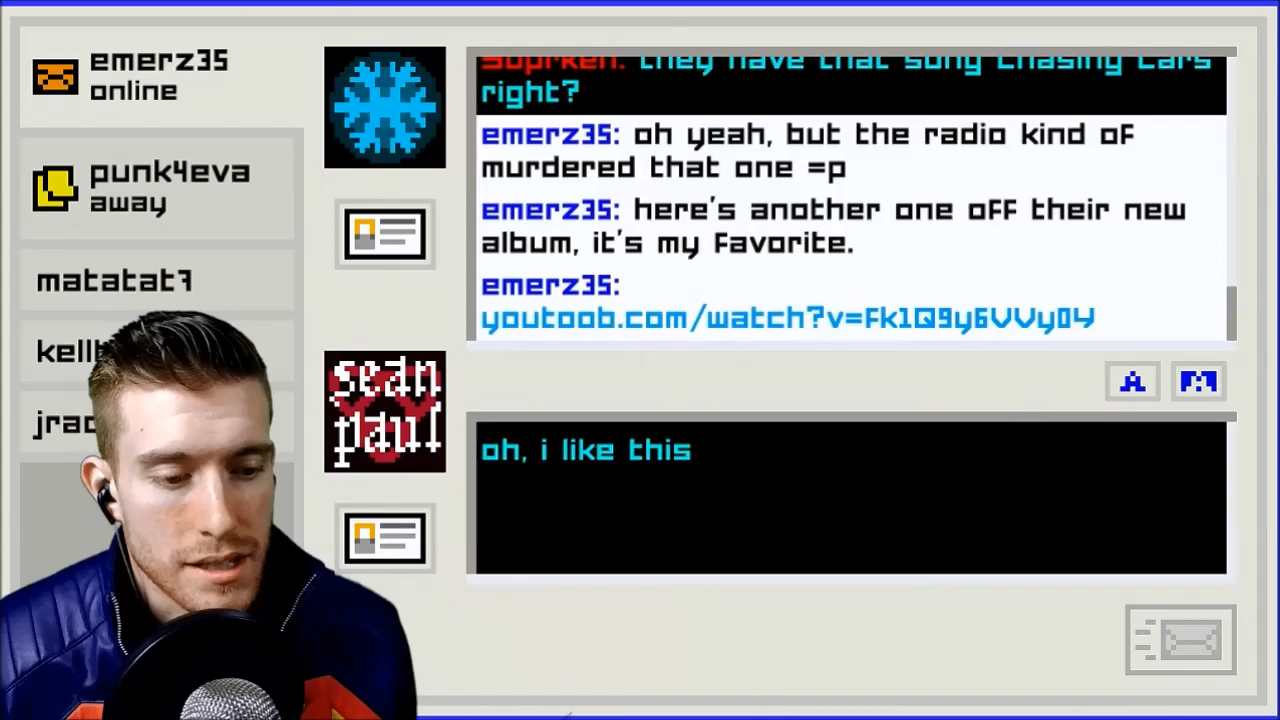 emerz35
online
punk4eva
away
matatat7
Soprken: they have that song chasing cars
right?
emerz35: oh yeah, but the radio kind of
murdered that one =p
emerz35: here's another one off their new
album, it's my favorite.
emerz35:
youtoob.com/watch?v=Fk1Q9y6VVy04
A
sean
paul
oh, i like this